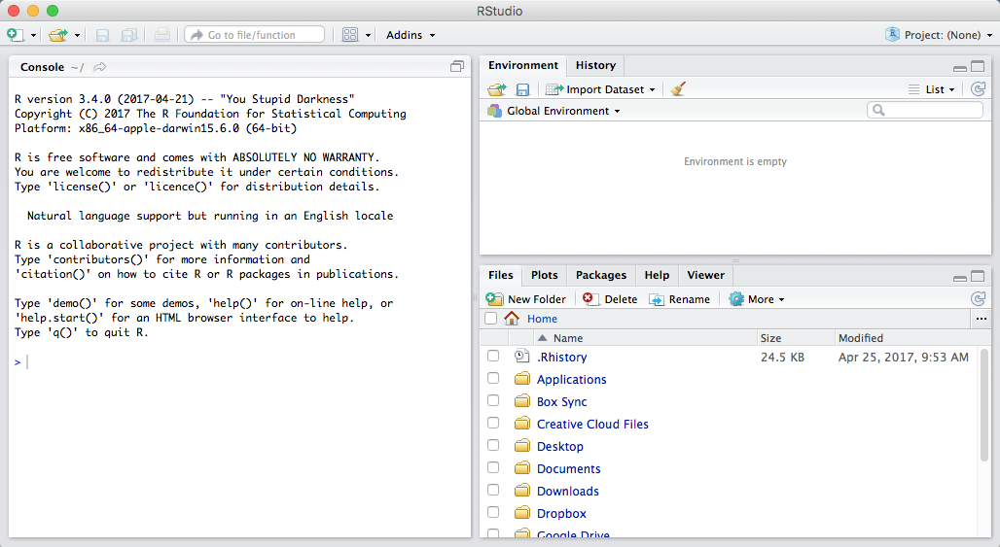 RStudio
Go to file/function
Addins
Project: (None)
Console ~/
R version 3.4.0 (2017-04-21) -- "You Stupid Darkness"
Copyright (C) 2017 The R Foundation for Statistical Computing
Platform: x86_64-apple-darwin15.6.0 (64-bit)
R is free software and comes with ABSOLUTELY NO WARRANTY.
You are welcome to redistribute it under certain conditions.
Type 'license()' or 'licence()' for distribution details.
Natural language support but running in an English locale
R is a collaborative project with many contributors.
Type 'contributors()' for more information and
'citation()' on how to cite R or R packages in publications.
Type 'demo()' for some demos, 'help()' for on-line help, or
'help.start()' for an HTML browser interface to help.
Type 'q()' to quit R.
>
Environment History
Import Dataset List
Global Environment
Environment is empty
Files Plots Packages Help Viewer
New Folder Delete Rename More
Home ...
Name Size Modified
.Rhistory 24.5 KB Apr 25, 2017, 9:53 AM
Applications
Box Sync
Creative Cloud Files
Desktop
Documents
Downloads
Dropbox
Google Drive